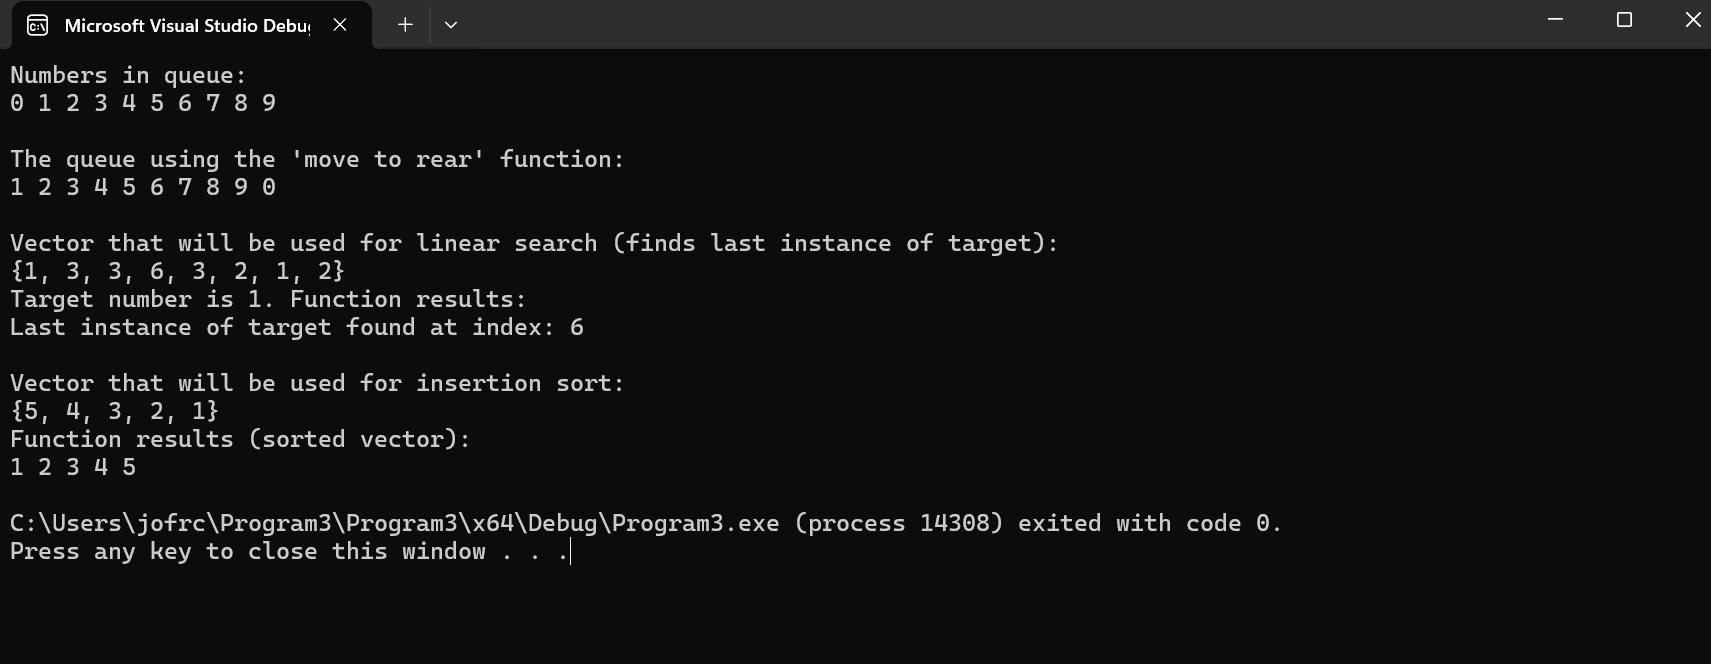 Microsoft Visual Studio Debug
Numbers in queue:
0 1 2 3 4 5 6 7 8 9
The queue using the 'move to rear' function:
1 2 3 4 5 6 7 8 9 0
Vector that will be used for linear search (finds last instance of target):
{1, 3, 3, 6, 3, 2, 1, 2}
Target number is 1. Function results:
Last instance of target found at index: 6
Vector that will be used for insertion sort:
{5, 4, 3, 2, 1}
Function results (sorted vector):
1 2 3 4 5
C:\Users\jofrc\Program3\Program3\x64\Debug\Program3.exe (process 14308) exited with code 0.
Press any key to close this window . . .